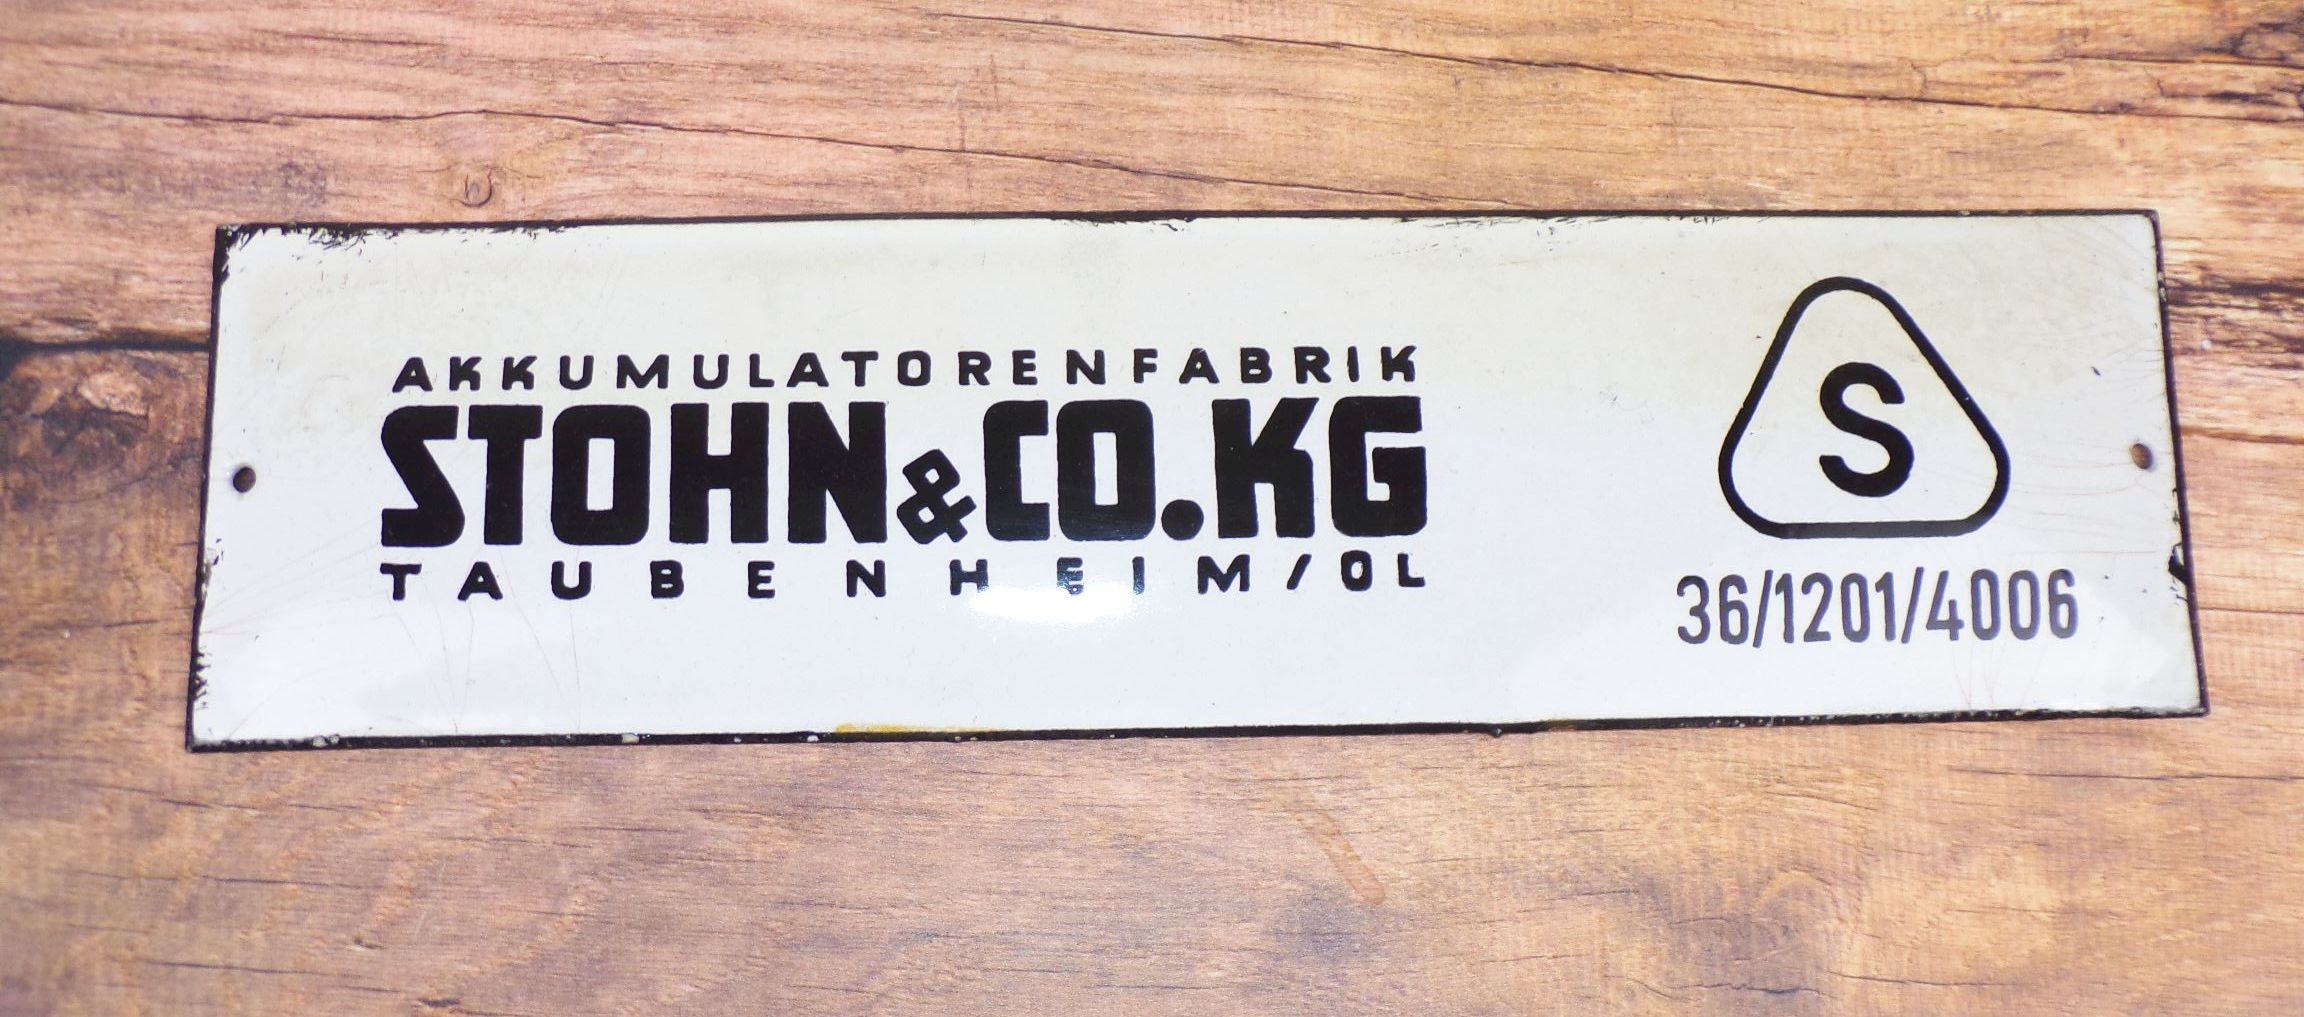 AKKUMULATORENFABRIK
STOHN & CO. KG
TAUBENHEIM/OL
S
36/1201/4006